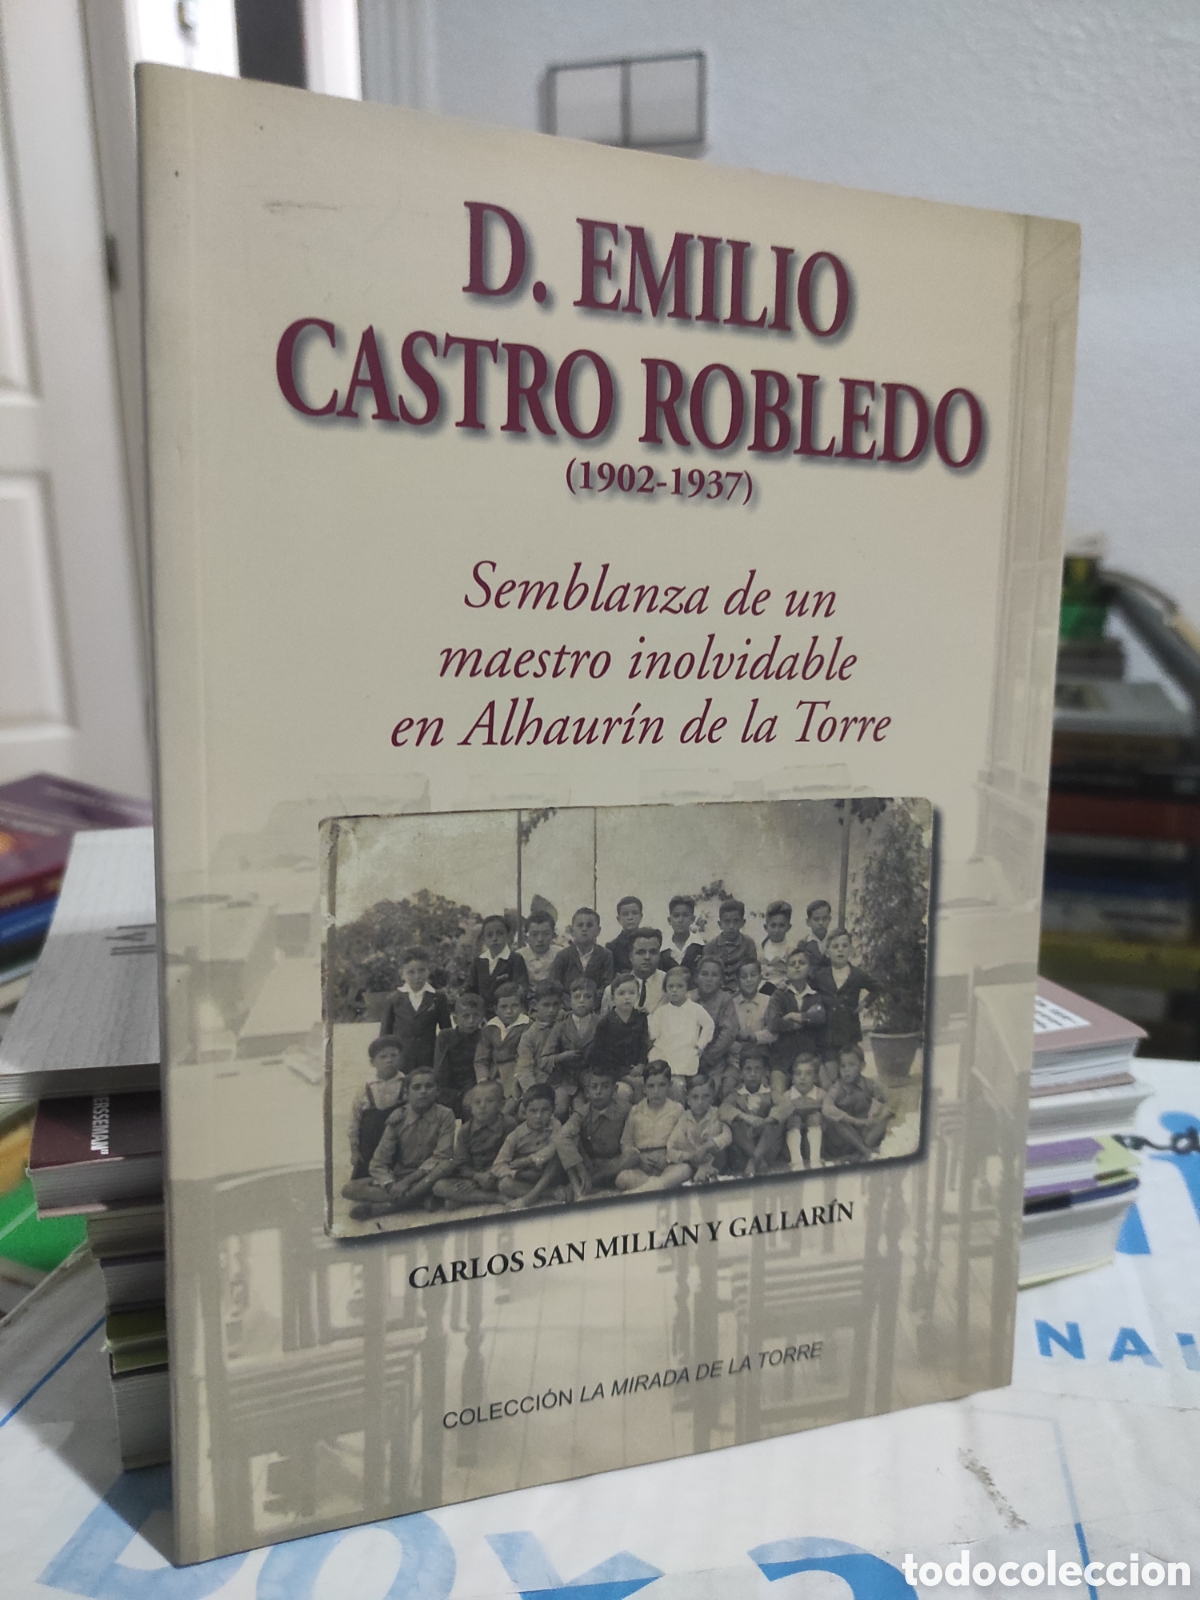 D. EMILIO
CASTRO ROBLEDO
(1902-1937)
Semblanza de un
maestro inolvidable
en Alhaurín de la Torre
CARLOS SAN MILLÁN Y GALLARÍN
COLECCIÓN LA MIRADA DE LA TORRE
todocoleccion